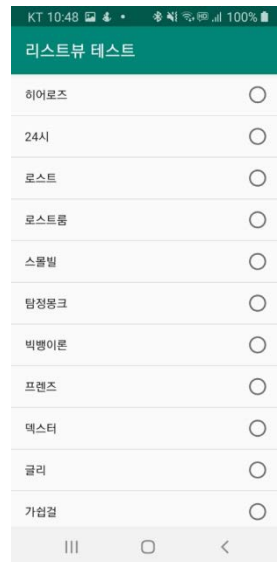 KT 10:48 100%
리스트뷰 테스트
히어로즈
24시
로스트
로스트룸
스몰빌
탐정몽크
빅뱅이론
프렌즈
덱스터
글리
가쉽걸